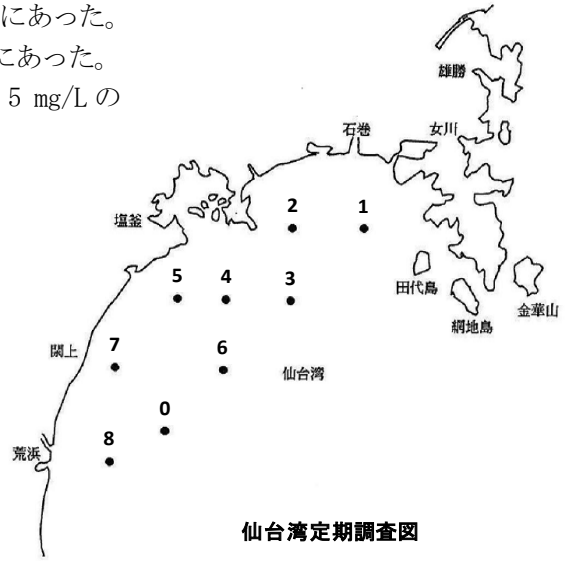 にあった。
にあった。
5 mg/L の
雄勝
石巻
女川
塩釜
2
1
5
4
3
田代島
網地島
金華山
閖上
7
6
仙台湾
0
荒浜
8
仙台湾定期調査図